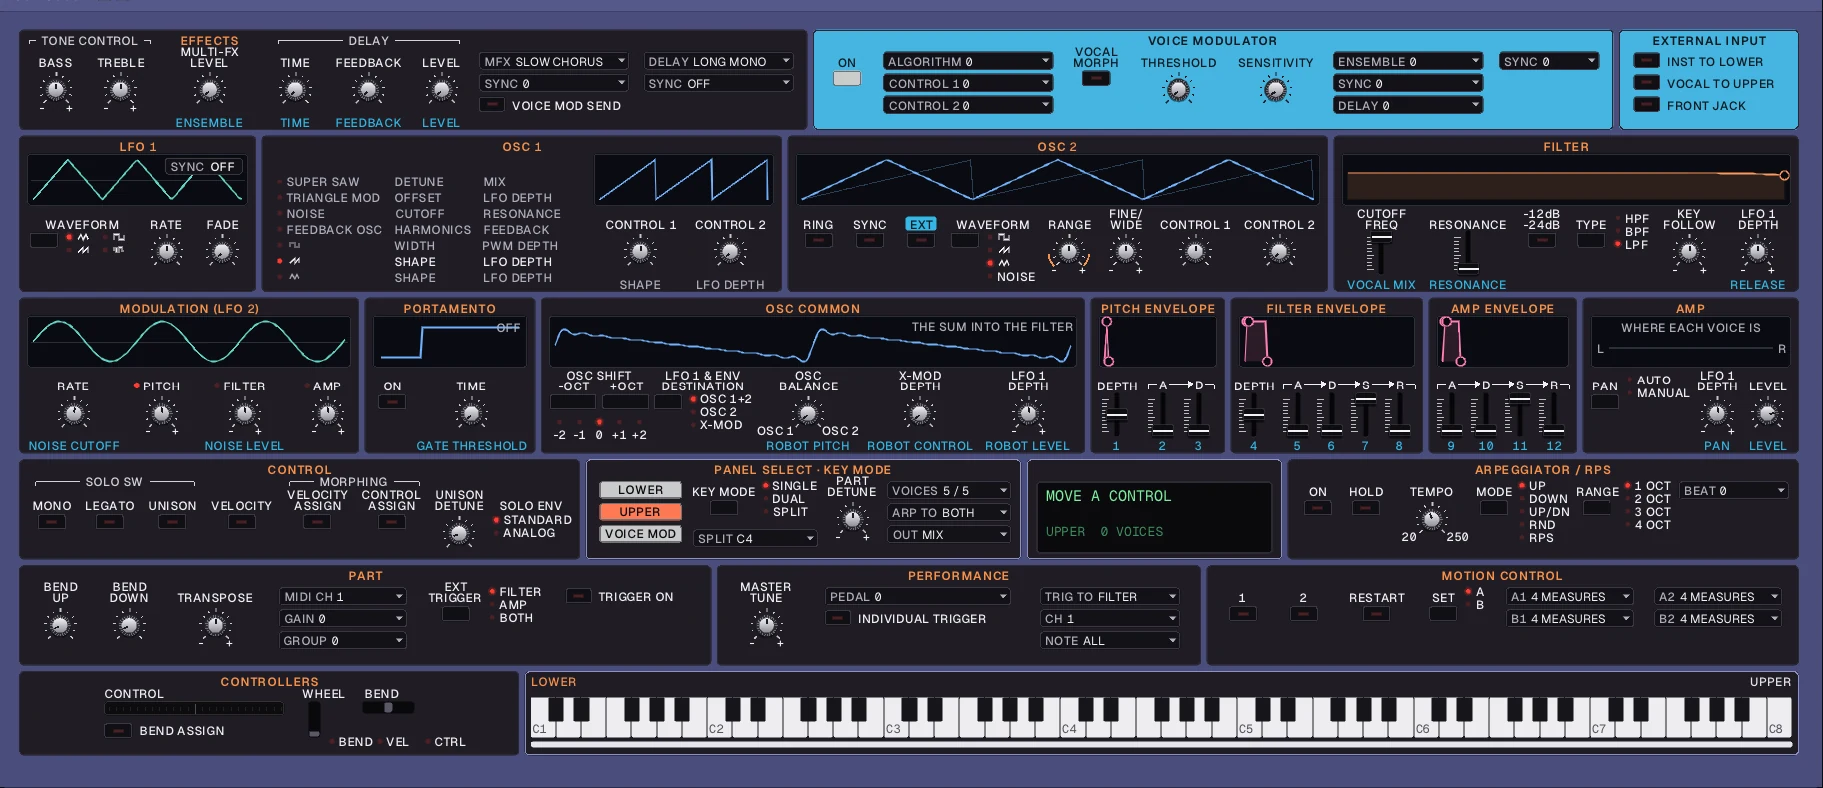 TONE CONTROL
BASS TREBLE
EFFECTS
MULTI-FX
LEVEL
ENSEMBLE
DELAY
TIME FEEDBACK LEVEL
TIME FEEDBACK LEVEL
MFX SLOW CHORUS
SYNC 0
VOICE MOD SEND
DELAY LONG MONO
SYNC OFF
VOICE MODULATOR
ON
ALGORITHM 0
CONTROL 1 0
CONTROL 2 0
VOCAL
MORPH
THRESHOLD SENSITIVITY
ENSEMBLE 0
SYNC 0
DELAY 0
SYNC 0
EXTERNAL INPUT
INST TO LOWER
VOCAL TO UPPER
FRONT JACK
LFO 1
SYNC OFF
WAVEFORM RATE FADE
OSC 1
SUPER SAW DETUNE MIX
TRIANGLE MOD OFFSET LFO DEPTH
NOISE CUTOFF RESONANCE
FEEDBACK OSC HARMONICS FEEDBACK
WIDTH PWM DEPTH
SHAPE LFO DEPTH
SHAPE LFO DEPTH
CONTROL 1 CONTROL 2
SHAPE LFO DEPTH
OSC 2
RING SYNC EXT WAVEFORM
NOISE
RANGE
FINE/
WIDE
CONTROL 1 CONTROL 2
FILTER
CUTOFF
FREQ
RESONANCE
VOCAL MIX RESONANCE
-12dB
-24dB
TYPE
HPF
BPF
LPF
KEY
FOLLOW
LFO 1
DEPTH
RELEASE
MODULATION (LFO 2)
RATE PITCH FILTER AMP
NOISE CUTOFF NOISE LEVEL
PORTAMENTO
OFF
ON TIME
GATE THRESHOLD
OSC COMMON
THE SUM INTO THE FILTER
OSC SHIFT
-OCT +OCT
-2 -1 0 +1 +2
LFO 1 & ENV
DESTINATION
OSC 1+2
OSC 2
X-MOD
OSC
BALANCE
OSC 1 OSC 2
X-MOD
DEPTH
LFO 1
DEPTH
ROBOT PITCH ROBOT CONTROL ROBOT LEVEL
PITCH ENVELOPE
DEPTH A D
1 2 3
FILTER ENVELOPE
DEPTH A D S R
4 5 6 7 8
AMP ENVELOPE
A D S R
9 10 11 12
AMP
WHERE EACH VOICE IS
L R
PAN
AUTO
MANUAL
LFO 1
DEPTH
LEVEL
PAN LEVEL
CONTROL
SOLO SW
MONO LEGATO UNISON
VELOCITY
MORPHING
VELOCITY
ASSIGN
CONTROL
ASSIGN
UNISON
DETUNE
SOLO ENV
STANDARD
ANALOG
PANEL SELECT · KEY MODE
LOWER
UPPER
VOICE MOD
KEY MODE
SINGLE
DUAL
SPLIT
SPLIT C4
PART
DETUNE
VOICES 5 / 5
ARP TO BOTH
OUT MIX
MOVE A CONTROL
UPPER 0 VOICES
ARPEGGIATOR / RPS
ON HOLD TEMPO
20 250
MODE
UP
DOWN
UP/DN
RND
RPS
RANGE
1 OCT
2 OCT
3 OCT
4 OCT
BEAT 0
PART
BEND
UP
BEND
DOWN
TRANSPOSE
MIDI CH 1
GAIN 0
GROUP 0
EXT
TRIGGER
FILTER
AMP
BOTH
TRIGGER ON
PERFORMANCE
MASTER
TUNE
PEDAL 0
INDIVIDUAL TRIGGER
TRIG TO FILTER
CH 1
NOTE ALL
MOTION CONTROL
1 2 RESTART SET
A
B
A1 4 MEASURES A2 4 MEASURES
B1 4 MEASURES B2 4 MEASURES
CONTROLLERS
CONTROL WHEEL BEND
BEND ASSIGN
BEND VEL CTRL
LOWER UPPER
C1 C2 C3 C4 C5 C6 C7 C8